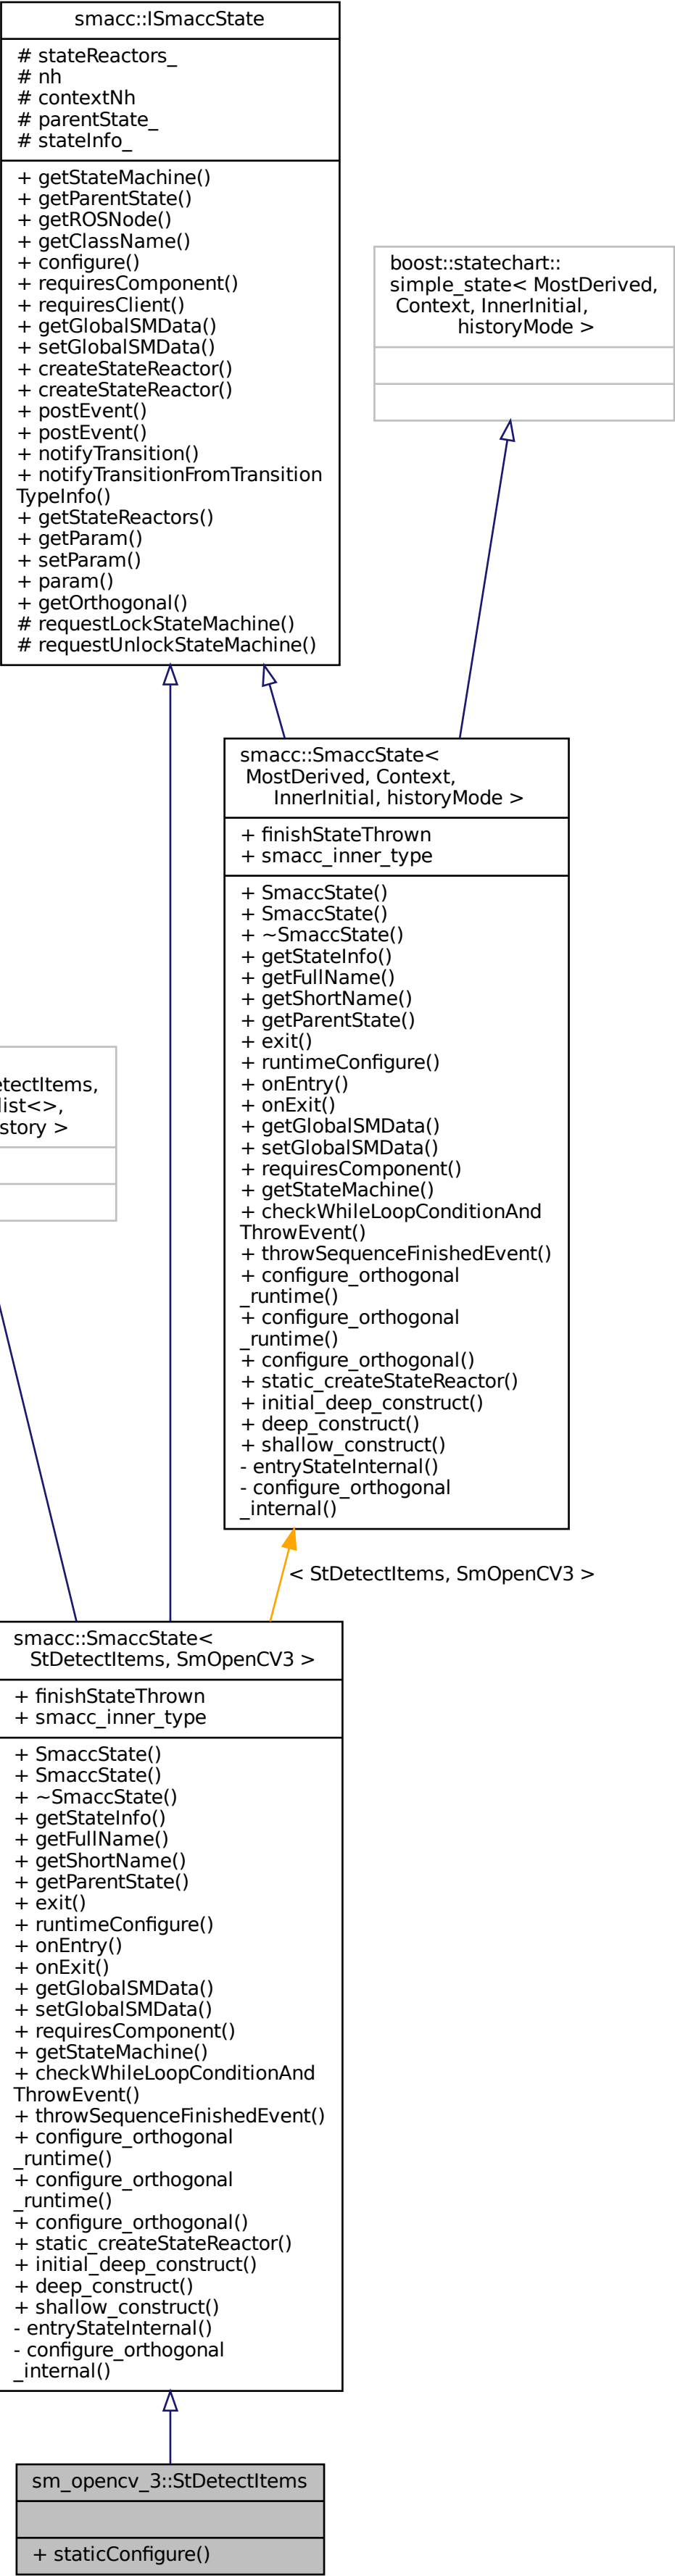 smacc::ISmaccState
# stateReactors_
# nh
# contextNh
# parentState_
# stateInfo_
+ getStateMachine()
+ getParentState()
+ getROSNode()
+ getClassName()
+ configure()
+ requiresComponent()
+ requiresClient()
+ getGlobalSMData()
+ setGlobalSMData()
+ createStateReactor()
+ createStateReactor()
+ postEvent()
+ postEvent()
+ notifyTransition()
+ notifyTransitionFromTransition
TypeInfo()
+ getStateReactors()
+ getParam()
+ setParam()
+ param()
+ getOrthogonal()
# requestLockStateMachine()
# requestUnlockStateMachine()
boost::statechart::
simple_state< MostDerived,
Context, InnerInitial,
historyMode >
smacc::SmaccState<
MostDerived, Context,
InnerInitial, historyMode >
+ finishStateThrown
+ smacc_inner_type
+ SmaccState()
+ SmaccState()
+ ~SmaccState()
+ getStateInfo()
+ getFullName()
+ getShortName()
+ getParentState()
+ exit()
+ runtimeConfigure()
+ onEntry()
+ onExit()
+ getGlobalSMData()
+ setGlobalSMData()
+ requiresComponent()
+ getStateMachine()
+ checkWhileLoopConditionAnd
ThrowEvent()
+ throwSequenceFinishedEvent()
+ configure_orthogonal
_runtime()
+ configure_orthogonal
_runtime()
+ configure_orthogonal()
+ static_createStateReactor()
+ initial_deep_construct()
+ deep_construct()
+ shallow_construct()
- entryStateInternal()
- configure_orthogonal
_internal()
etectItems,
list<>,
story >
< StDetectItems, SmOpenCV3 >
smacc::SmaccState<
StDetectItems, SmOpenCV3 >
+ finishStateThrown
+ smacc_inner_type
+ SmaccState()
+ SmaccState()
+ ~SmaccState()
+ getStateInfo()
+ getFullName()
+ getShortName()
+ getParentState()
+ exit()
+ runtimeConfigure()
+ onEntry()
+ onExit()
+ getGlobalSMData()
+ setGlobalSMData()
+ requiresComponent()
+ getStateMachine()
+ checkWhileLoopConditionAnd
ThrowEvent()
+ throwSequenceFinishedEvent()
+ configure_orthogonal
_runtime()
+ configure_orthogonal
_runtime()
+ configure_orthogonal()
+ static_createStateReactor()
+ initial_deep_construct()
+ deep_construct()
+ shallow_construct()
- entryStateInternal()
- configure_orthogonal
_internal()
sm_opencv_3::StDetectItems
+ staticConfigure()